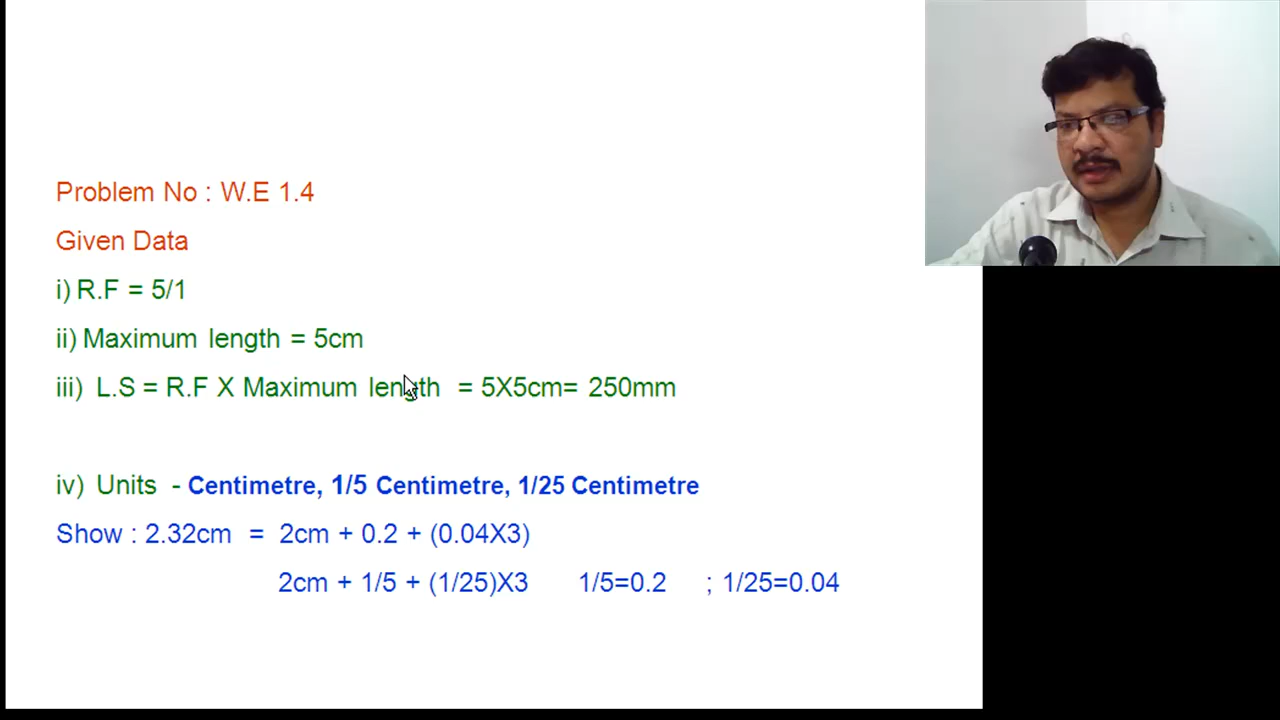 Problem No : W.E 1.4
Given Data
i) R.F = 5/1
ii) Maximum length = 5cm
iii) L.S = R.F X Maximum length = 5X5cm= 250mm
iv) Units - Centimetre, 1/5 Centimetre, 1/25 Centimetre
Show : 2.32cm = 2cm + 0.2 + (0.04X3)
2cm + 1/5 + (1/25)X3 1/5=0.2 ; 1/25=0.04